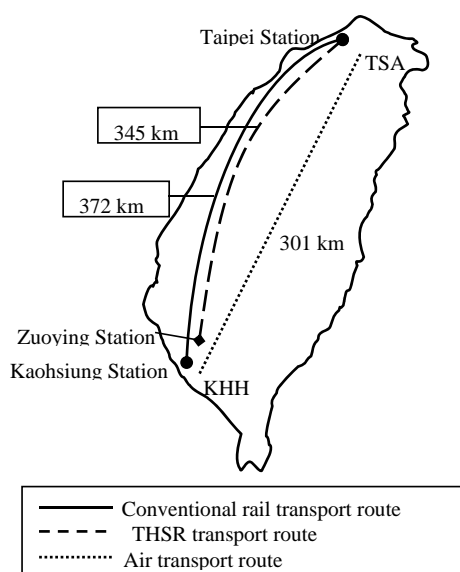 Taipei Station
TSA
345 km
372 km
301 km
Zuoying Station
Kaohsiung Station
KHH
Conventional rail transport route
THSR transport route
Air transport route